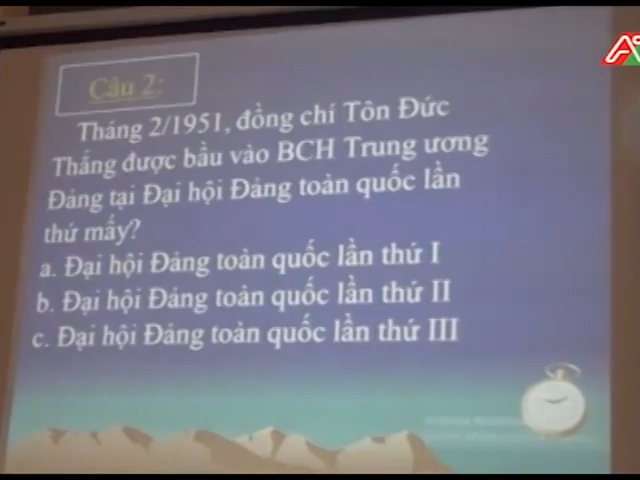 Câu 2:
Tháng 2/1951, đồng chí Tôn Đức
Thắng được bầu vào BCH Trung ương
Đảng tại Đại hội Đảng toàn quốc lần
thứ mấy?
a. Đại hội Đảng toàn quốc lần thứ I
b. Đại hội Đảng toàn quốc lần thứ II
c. Đại hội Đảng toàn quốc lần thứ III